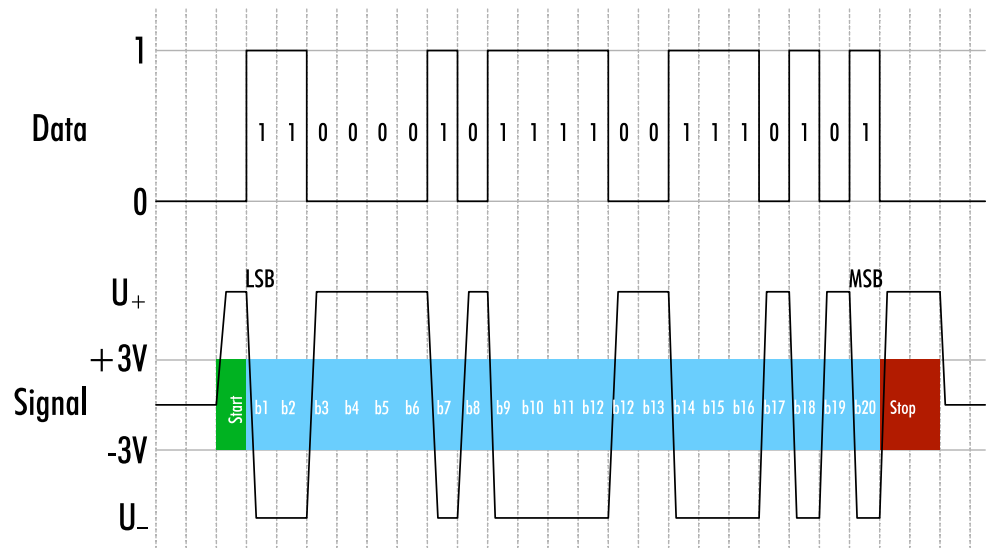 1
Data
1 1 0 0 0 0 1 0 1 1 1 1 0 0 1 1 1 0 1 0 1
0
LSB
MSB
U+
+3V
Signal
Start b1 b2 b3 b4 b5 b6 b7 b8 b9 b10 b11 b12 b12 b13 b14 b15 b16 b17 b18 b19 b20 Stop
-3V
U_